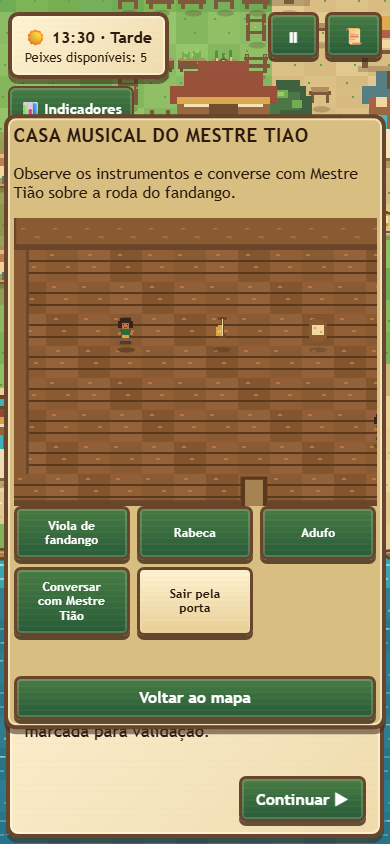 13:30 · Tarde
Peixes disponíveis: 5
Indicadores
CASA MUSICAL DO MESTRE TIAO
Observe os instrumentos e converse com Mestre
Tião sobre a roda do fandango.
Viola de
fandango
Rabeca
Adufo
Conversar
com Mestre
Tião
Sair pela
porta
Voltar ao mapa
marcada para validação.
Continuar ▶